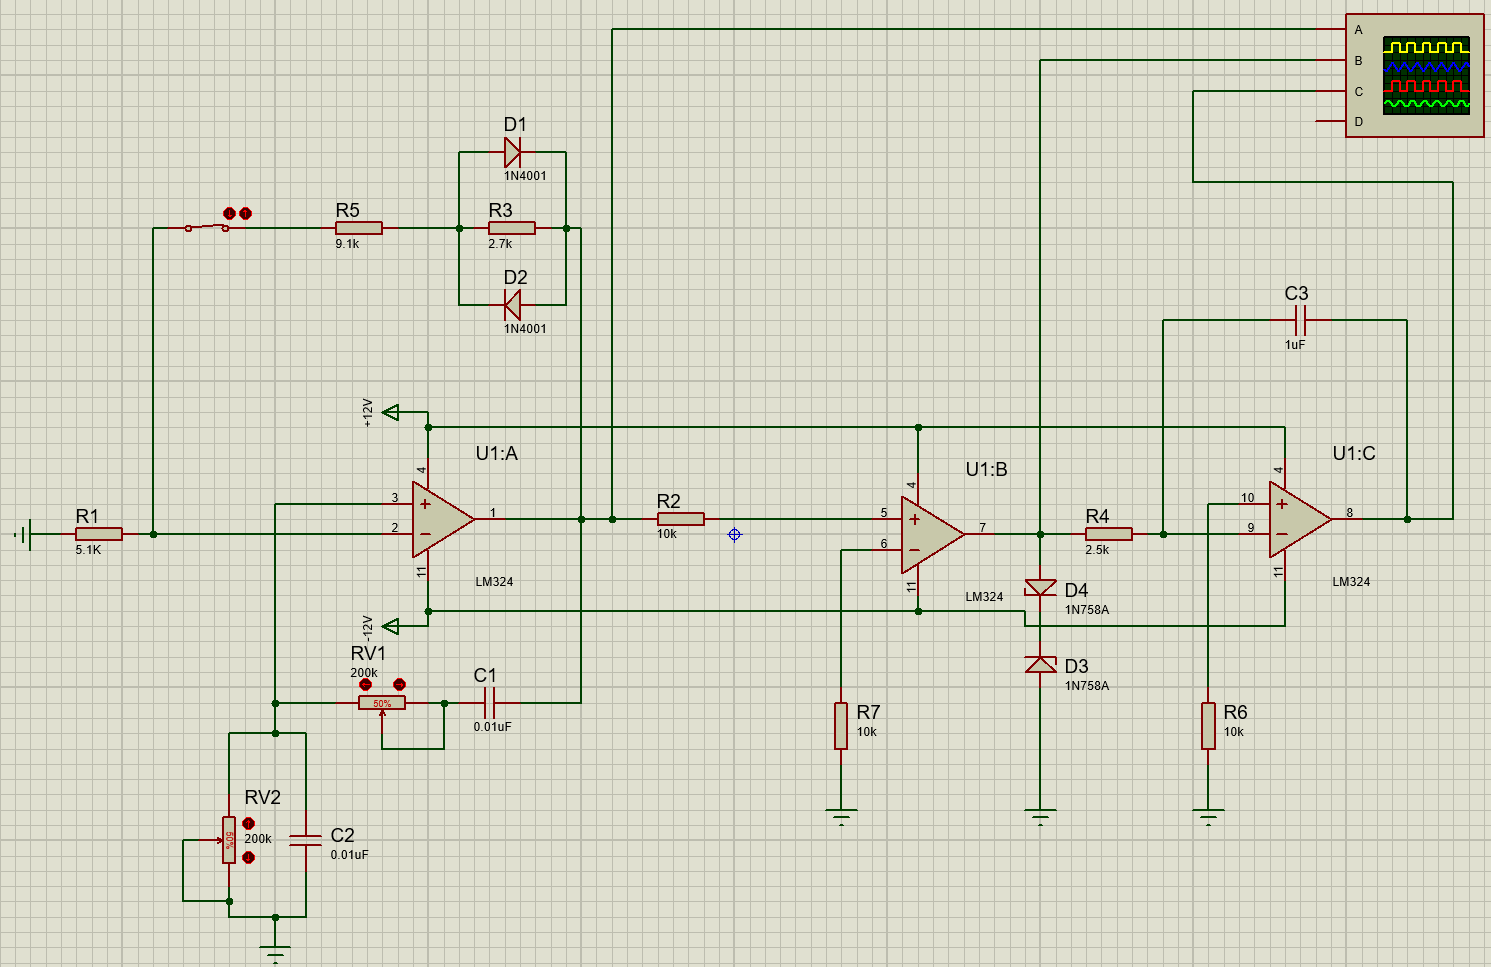 A
B
C
D
D1
1N4001
R5
9.1k
R3
2.7k
D2
1N4001
C3
1uF
+12V
U1:A
4
3
2
1
11
LM324
R1
5.1K
R2
10k
U1:B
4
5
6
7
11
LM324
R4
2.5k
U1:C
4
10
9
8
11
LM324
D4
1N758A
D3
1N758A
-12V
RV1
200k
50%
C1
0.01uF
R7
10k
R6
10k
RV2
200k
50%
C2
0.01uF